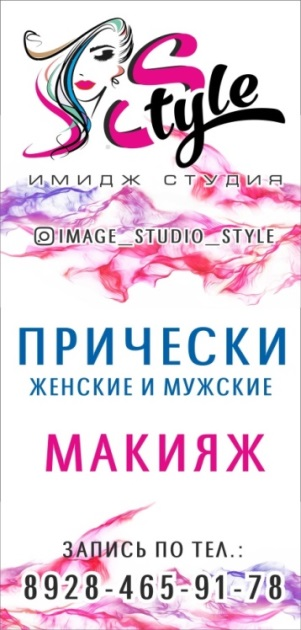 Style
ИМИДЖ СТУДИЯ
IMAGE_STUDIO_STYLE
ПРИЧЕСКИ
ЖЕНСКИЕ И МУЖСКИЕ
МАКИЯЖ
ЗАПИСЬ ПО ТЕЛ.:
8928-465-91-78